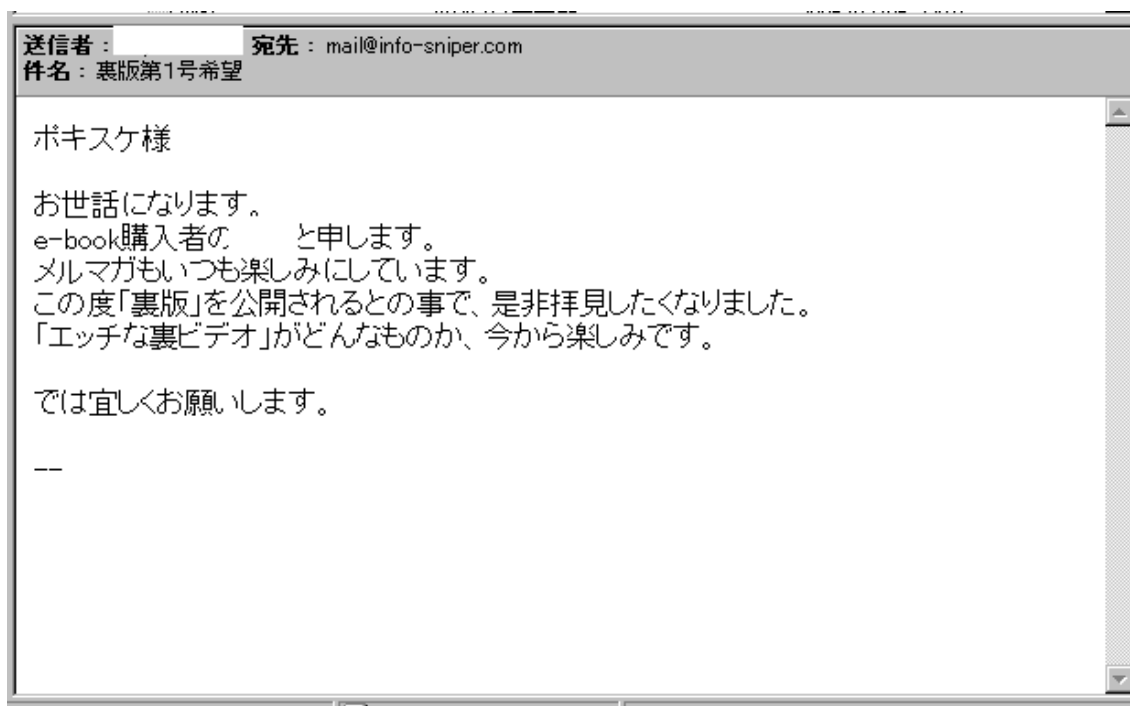 送信者： 宛先： mail@info-sniper.com
件名：裏版第1号希望
ポキスケ様
お世話になります。
e-book購入者の　　と申します。
メルマガもいつも楽しみにしています。
この度「裏版」を公開されるとの事で、是非拝見したくなりました。
「エッチな裏ビデオ」がどんなものか、今から楽しみです。
では宜しくお願いします。
--